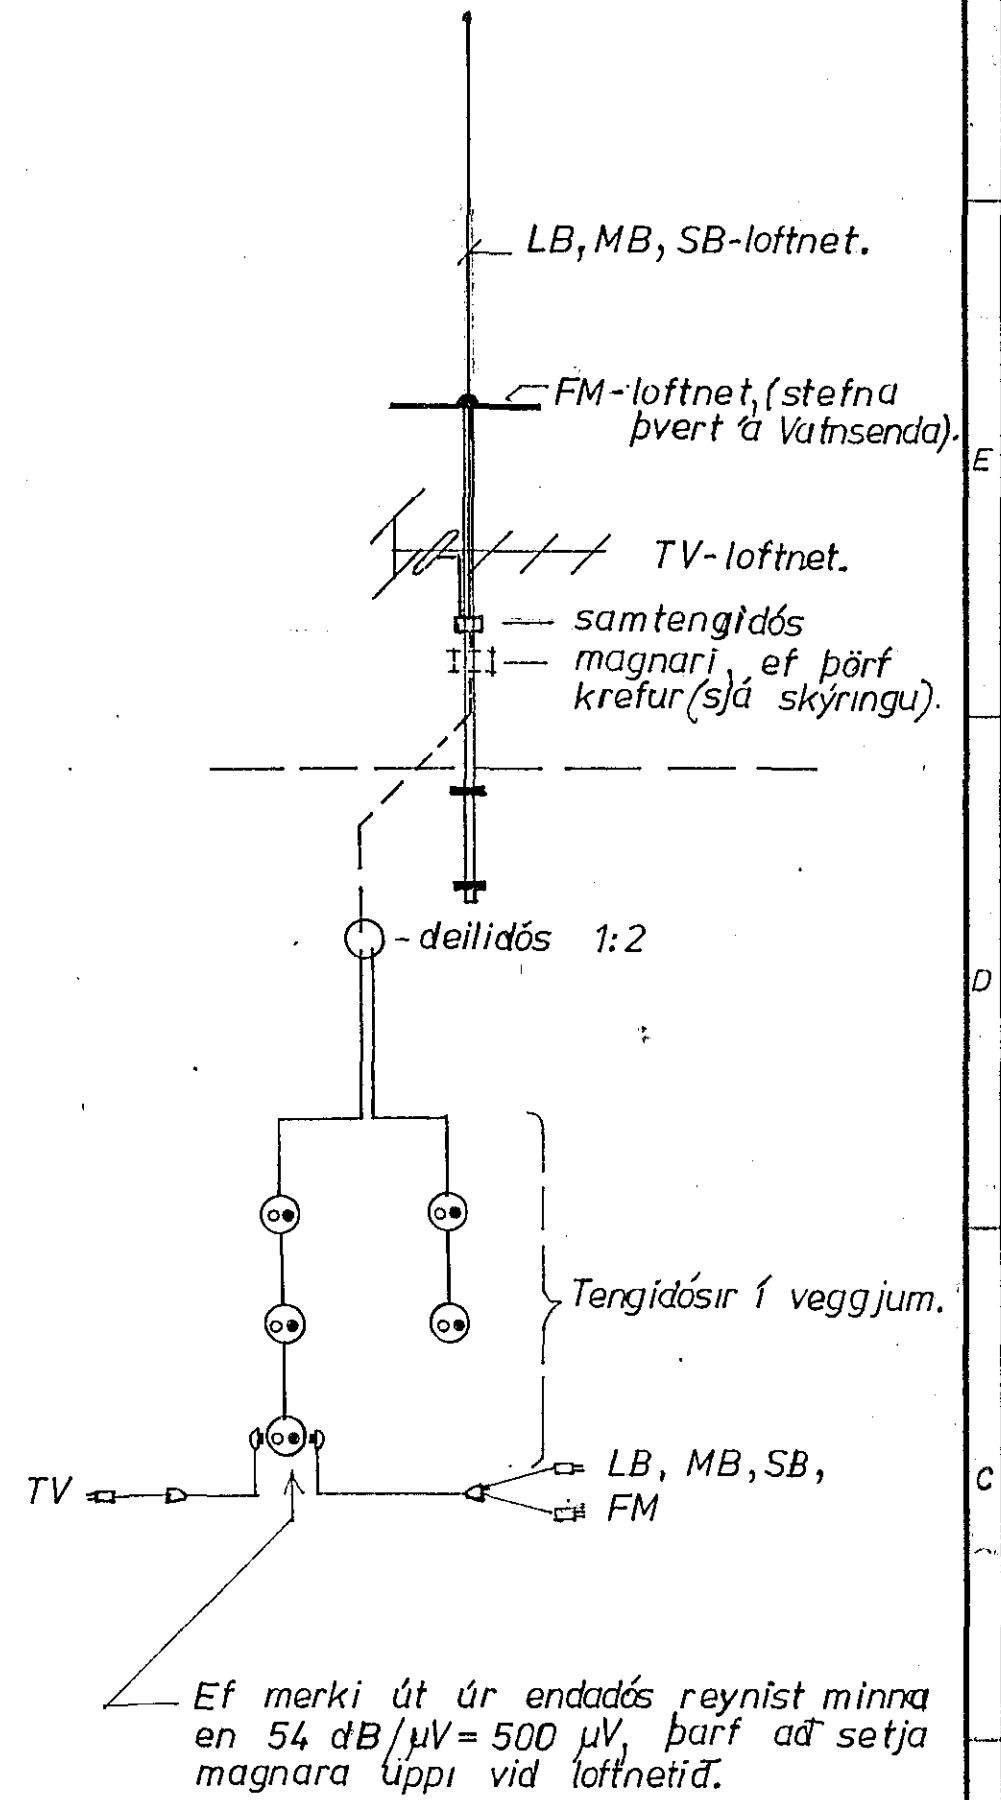 LB, MB, SB-loftnet.
FM-loftnet, (stefna
þvert á Vatnsenda).
E
TV-loftnet.
samtengidós
magnari, ef þörf
krefur (sjá skýringu).
-deilidós 1:2
D
Tengidósir í veggjum.
LB, MB, SB,
TV
FM
C
Ef merki út úr endadós reynist minna
en 54 dB/μV = 500 μV, þarf að setja
magnara uppi vid loftnetið.